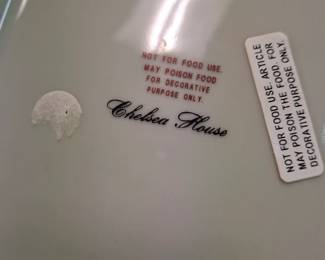 NOT FOR FOOD USE.
MAY POISON FOOD
FOR DECORATIVE
PURPOSE ONLY.
Chelsea House
NOT FOR FOOD USE. ARTICLE
MAY POISON THE FOOD. FOR
DECORATIVE PURPOSE ONLY.